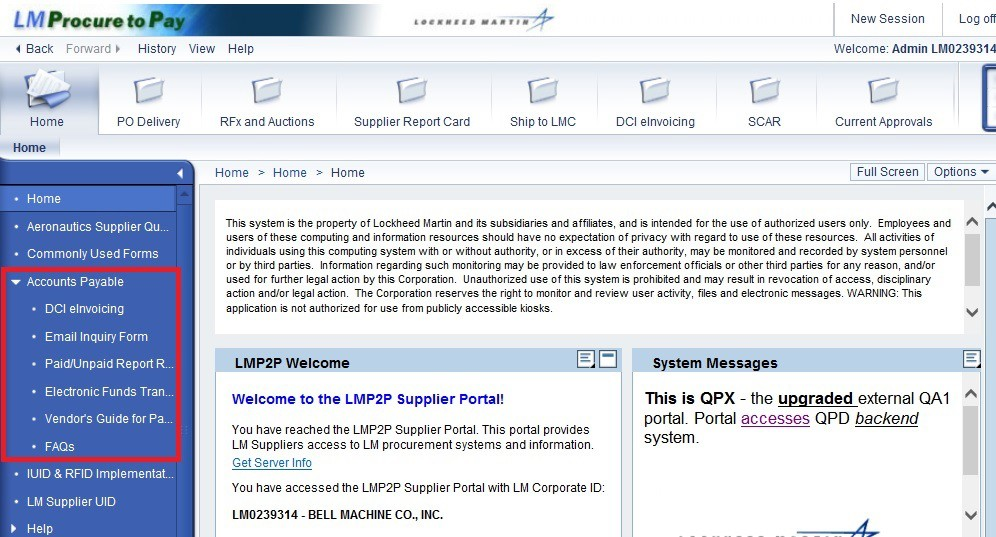 LM Procure to Pay
LOCKHEED MARTIN
New Session
Log off
Back Forward History View Help
Welcome: Admin LM0239314
Home
PO Delivery
RFx and Auctions
Supplier Report Card
Ship to LMC
DCI eInvoicing
SCAR
Current Approvals
Home
Home
Aeronautics Supplier Qu...
Commonly Used Forms
Accounts Payable
DCI eInvoicing
Email Inquiry Form
Paid/Unpaid Report R...
Electronic Funds Tran...
Vendor's Guide for Pa...
FAQs
IUID & RFID Implementat...
LM Supplier UID
Help
Home > Home > Home
Full Screen
Options
This system is the property of Lockheed Martin and its subsidiaries and affiliates, and is intended for the use of authorized users only. Employees and
users of these computing and information resources should have no expectation of privacy with regard to use of these resources. All activities of
individuals using this computing system with or without authority, or in excess of their authority, may be monitored and recorded by system personnel
or by third parties. Information regarding such monitoring may be provided to law enforcement officials or other third parties for any reason, and/or
used for further legal action by this Corporation. Unauthorized use of this system is prohibited and may result in revocation of access, disciplinary
action and/or legal action. The Corporation reserves the right to monitor and review user activity, files and electronic messages. WARNING: This
application is not authorized for use from publicly accessible kiosks.
LMP2P Welcome
Welcome to the LMP2P Supplier Portal!
You have reached the LMP2P Supplier Portal. This portal provides
LM Suppliers access to LM procurement systems and information.
Get Server Info
You have accessed the LMP2P Supplier Portal with LM Corporate ID:
LM0239314 - BELL MACHINE CO., INC.
System Messages
This is QPX - the upgraded external QA1
portal. Portal accesses QPD backend
system.